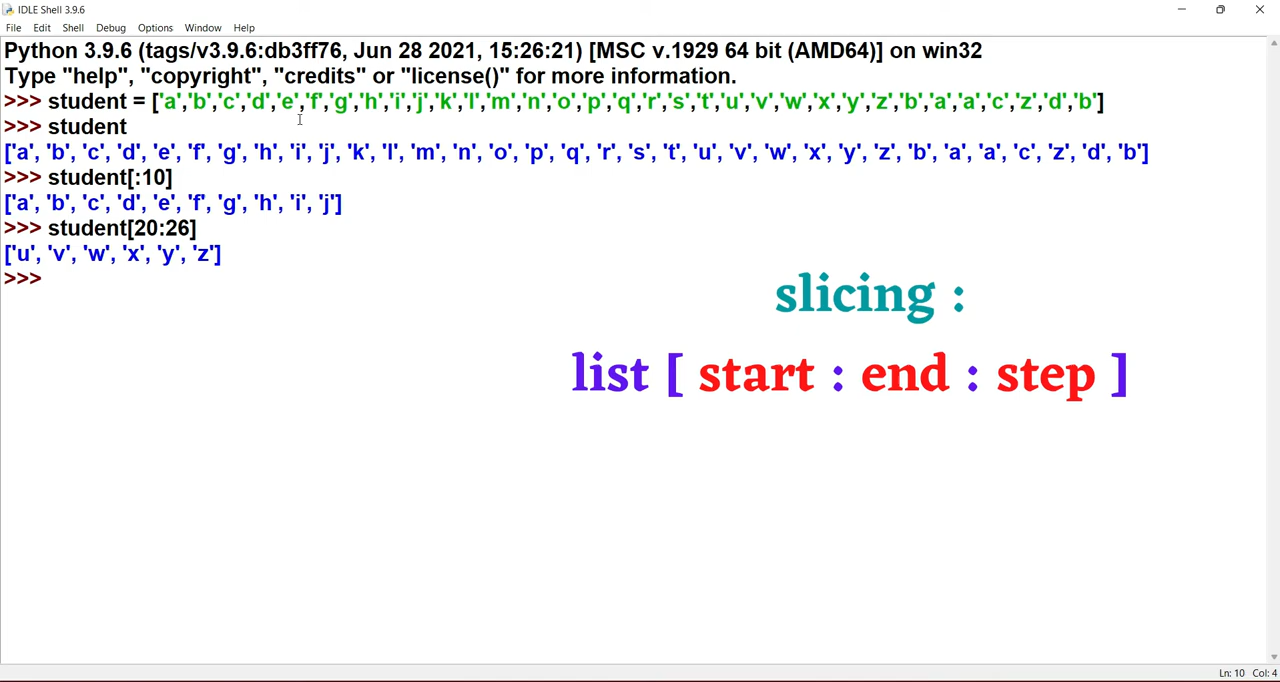 IDLE Shell 3.9.6
File Edit Shell Debug Options Window Help
Python 3.9.6 (tags/v3.9.6:db3ff76, Jun 28 2021, 15:26:21) [MSC v.1929 64 bit (AMD64)] on win32
Type "help", "copyright", "credits" or "license()" for more information.
>>> student = ['a','b','c','d','e','f','g','h','i','j','k','l','m','n','o','p','q','r','s','t','u','v','w','x','y','z','b','a','a','c','z','d','b']
>>> student
['a', 'b', 'c', 'd', 'e', 'f', 'g', 'h', 'i', 'j', 'k', 'l', 'm', 'n', 'o', 'p', 'q', 'r', 's', 't', 'u', 'v', 'w', 'x', 'y', 'z', 'b', 'a', 'a', 'c', 'z', 'd', 'b']
>>> student[:10]
['a', 'b', 'c', 'd', 'e', 'f', 'g', 'h', 'i', 'j']
>>> student[20:26]
['u', 'v', 'w', 'x', 'y', 'z']
>>>
slicing :
list [ start : end : step ]
Ln: 10 Col: 4